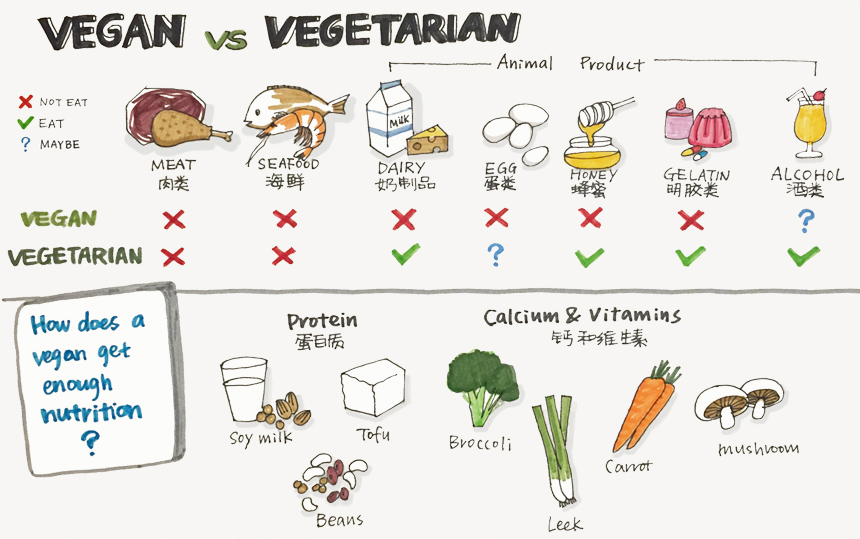 VEGAN VS VEGETARIAN
Animal Product
NOT EAT
EAT
? MAYBE
MEAT
肉类
SEAFOOD
海鲜
Milk
DAIRY
奶制品
EGG
蛋类
HONEY
蜂蜜
GELATIN
明胶类
ALCOHOL
酒类
VEGAN
?
VEGETARIAN
?
How does a
vegan get
enough
nutrition
?
Protein
蛋白质
Soy milk
Tofu
Beans
Calcium & Vitamins
钙和维生素
Broccoli
Leek
Carrot
mushroom